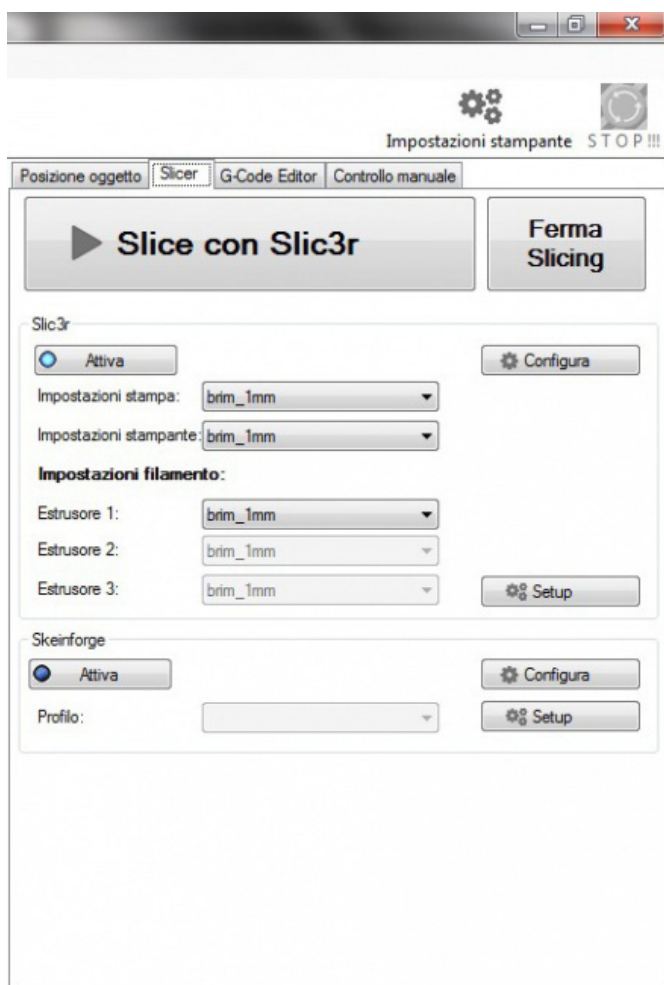 Impostazioni stampante
S T O P !!!
Posizione oggetto
Slicer
G-Code Editor
Controllo manuale
Slice con Slic3r
Ferma
Slicing
Slic3r
Attiva
Configura
Impostazioni stampa:
brim_1mm
Impostazioni stampante:
brim_1mm
Impostazioni filamento:
Estrusore 1:
brim_1mm
Estrusore 2:
brim_1mm
Estrusore 3:
brim_1mm
Setup
Skeinforge
Attiva
Configura
Profilo:
Setup